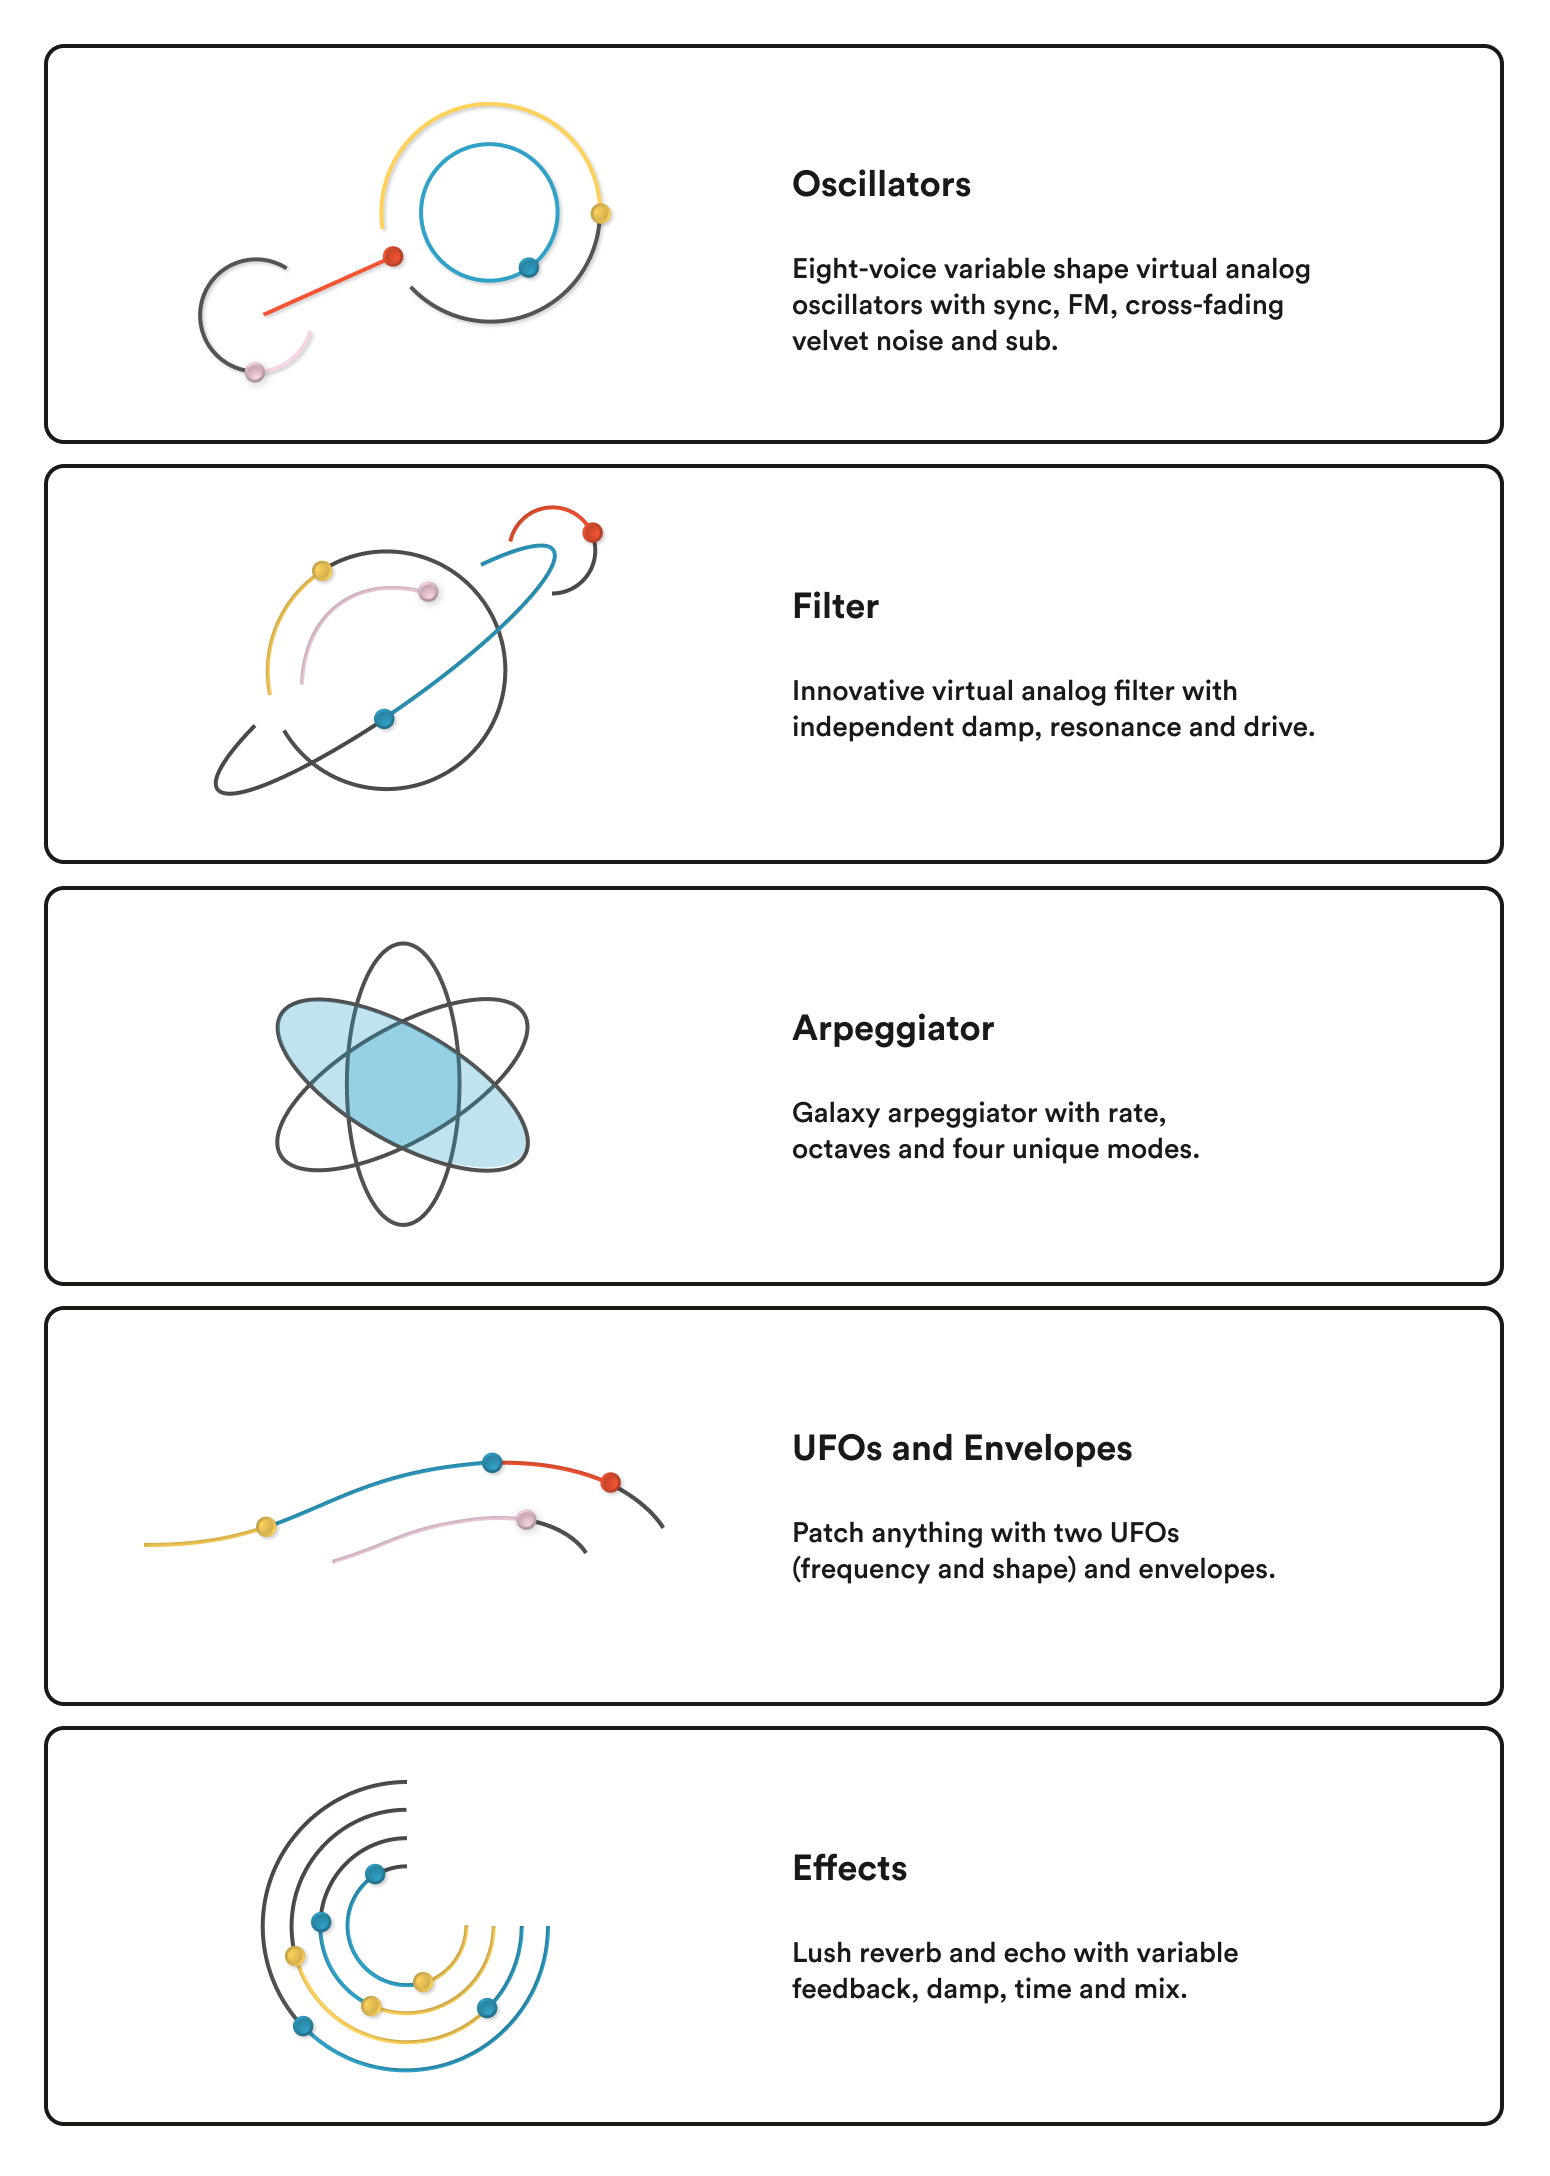 Oscillators
Eight-voice variable shape virtual analog
oscillators with sync, FM, cross-fading
velvet noise and sub.
Filter
Innovative virtual analog filter with
independent damp, resonance and drive.
Arpeggiator
Galaxy arpeggiator with rate,
octaves and four unique modes.
UFOs and Envelopes
Patch anything with two UFOs
(frequency and shape) and envelopes.
Effects
Lush reverb and echo with variable
feedback, damp, time and mix.